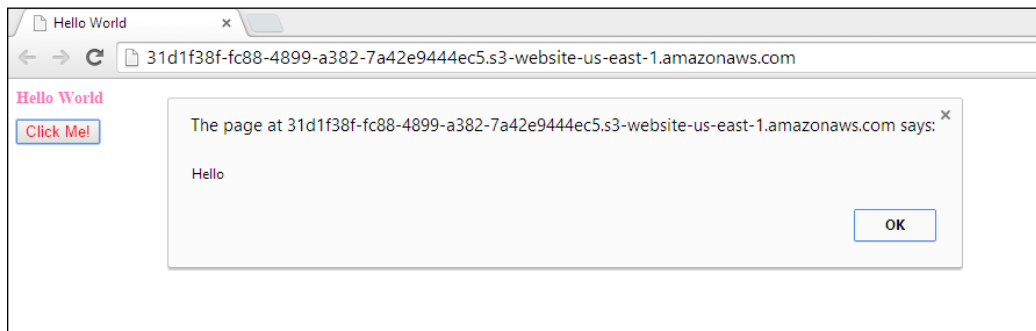 Hello World
31d1f38f-fc88-4899-a382-7a42e9444ec5.s3-website-us-east-1.amazonaws.com
Hello World
Click Me!
The page at 31d1f38f-fc88-4899-a382-7a42e9444ec5.s3-website-us-east-1.amazonaws.com says:
Hello
OK